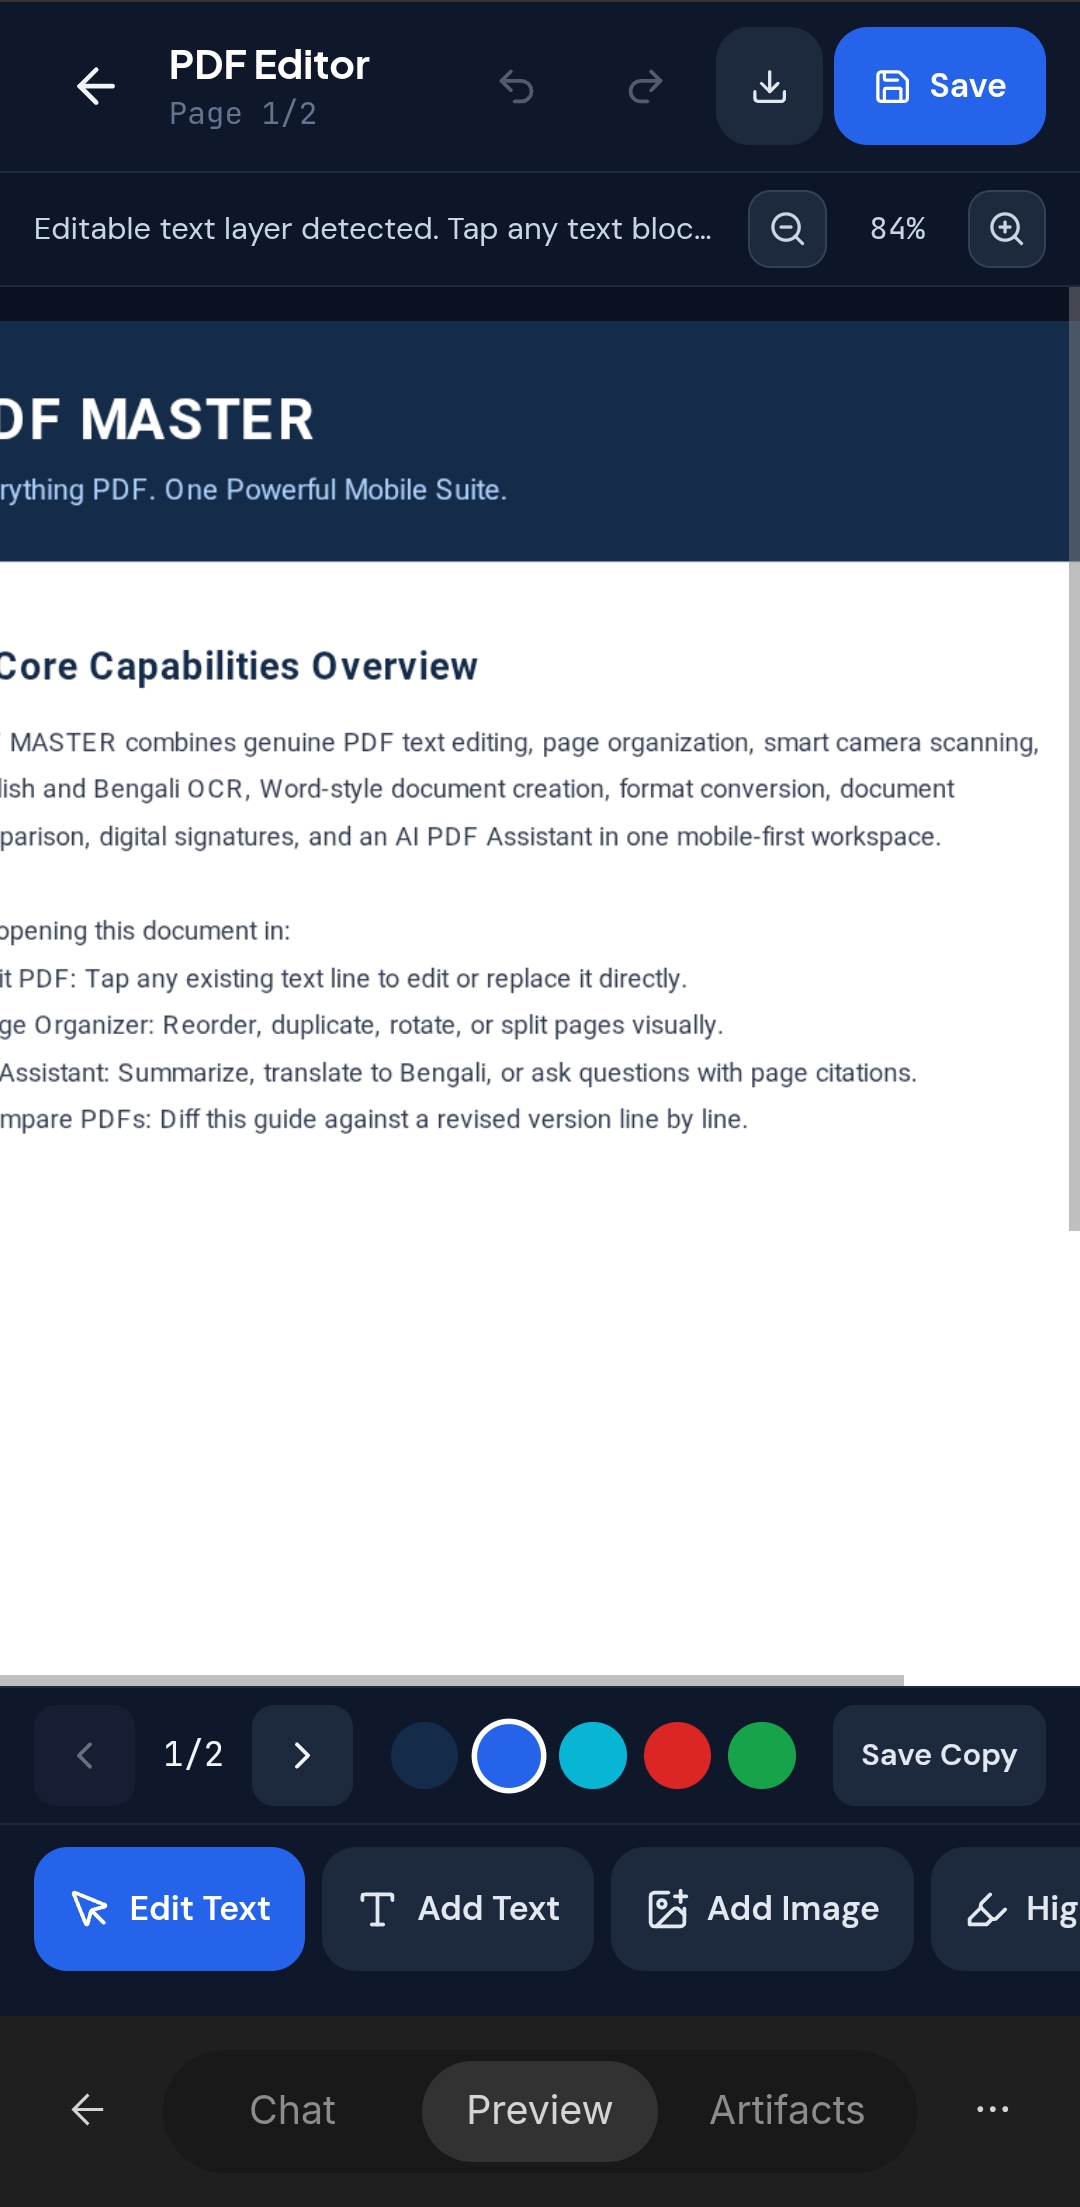 PDF Editor
Page 1/2
Save
Editable text layer detected. Tap any text bloc...
84%
DF MASTER
rything PDF. One Powerful Mobile Suite.
Core Capabilities Overview
MASTER combines genuine PDF text editing, page organization, smart camera scanning,
lish and Bengali OCR, Word-style document creation, format conversion, document
parison, digital signatures, and an AI PDF Assistant in one mobile-first workspace.
opening this document in:
it PDF: Tap any existing text line to edit or replace it directly.
ge Organizer: Reorder, duplicate, rotate, or split pages visually.
Assistant: Summarize, translate to Bengali, or ask questions with page citations.
mpare PDFs: Diff this guide against a revised version line by line.
1/2
Save Copy
Edit Text
Add Text
Add Image
Hig
Chat
Preview
Artifacts